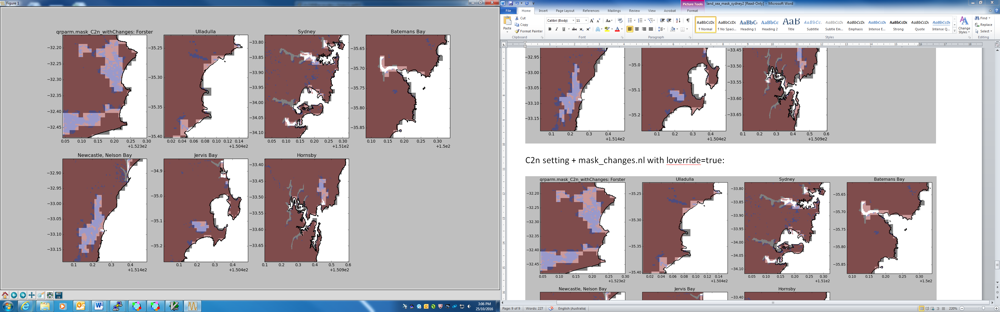 Figure 1
qrparm.mask_C2n_withChanges: Forster
Ulladulla
Sydney
Batemans Bay
−32.20
−32.25
−32.30
−32.35
−32.40
−32.45
0.05 0.10 0.15 0.20 0.25 0.30
+1.523e2
−35.25
−35.30
−35.35
−35.40
0.02 0.04 0.06 0.08 0.10 0.12 0.14
+1.504e2
−33.80
−33.85
−33.90
−33.95
−34.00
−34.05
−34.10
0.05 0.10 0.15 0.20 0.25 0.30
+1.51e2
−35.65
−35.70
−35.75
−35.80
−35.85
0.10 0.15 0.20 0.25 0.30
+1.5e2
Newcastle, Nelson Bay
Jervis Bay
Hornsby
−32.90
−32.95
−33.00
−33.05
−33.10
−33.15
0.1 0.2 0.3 0.4
+1.514e2
−34.9
−35.0
−35.1
−35.2
0.1 0.2 0.3 0.4
+1.504e2
−33.40
−33.45
−33.50
−33.55
−33.60
−33.65
0.1 0.2 0.3 0.4 0.5 0.6
+1.509e2
3:06 PM
25/10/2016
Picture Tools
land_sea_mask_sydney2 [Read-Only] - Microsoft Word
File Home Insert Page Layout References Mailings Review View Acrobat Format
Paste
Cut
Copy
Format Painter
Clipboard
Calibri (Body) 11
Font
Paragraph
AaBbCcDc AaBbCcDc AaBbC AaBbCc AaB AaBbCc. AaBbCcDc AaBbCcDc AaBbCcDc AaBbCcDc AaBbCcDc AaBbCcDc
¶ Normal ¶ No Spaci... Heading 1 Heading 2 Title Subtitle Subtle Em... Emphasis Intense E... Strong Quote Intense Q...
Styles
Change
Styles
Find
Replace
Select
Editing
−32.95
−33.00
−33.05
−33.10
−33.15
0.1 0.2 0.3 0.4
+1.514e2
−35.0
−35.1
−35.2
0.1 0.2 0.3 0.4
+1.504e2
−33.45
−33.50
−33.55
−33.60
−33.65
0.1 0.2 0.3 0.4 0.5 0.6
+1.509e2
C2n setting + mask_changes.nl with loverride=true:
qrparm.mask_C2n_withChanges: Forster
Ulladulla
Sydney
Batemans Bay
−32.20
−32.25
−32.30
−32.35
−32.40
−32.45
0.05 0.10 0.15 0.20 0.25 0.30
+1.523e2
−35.25
−35.30
−35.35
−35.40
0.02 0.04 0.06 0.08 0.10 0.12 0.14
+1.504e2
−33.80
−33.85
−33.90
−33.95
−34.00
−34.05
−34.10
0.05 0.10 0.15 0.20 0.25 0.30
+1.51e2
−35.65
−35.70
−35.75
−35.80
−35.85
0.10 0.15 0.20 0.25 0.30
+1.5e2
Newcastle, Nelson Bay
Jervis Bay
Hornsby
−33.40
Page: 9 of 9
Words: 227
English (Australia)
220%